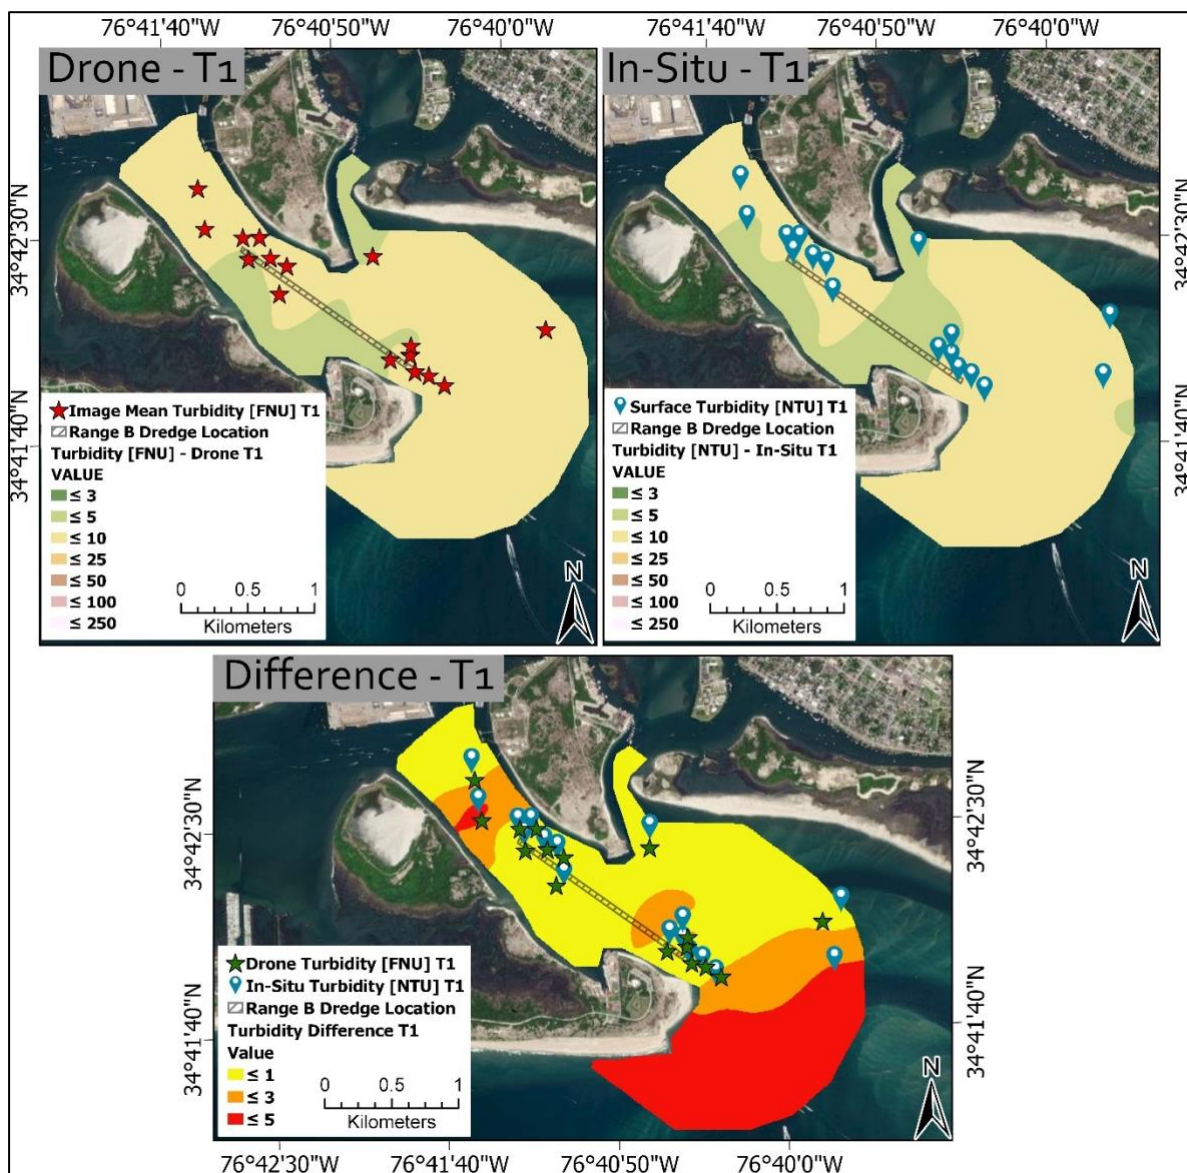 76°41'40"W 76°40'50"W 76°40'0"W
76°41'40"W 76°40'50"W 76°40'0"W
Drone - T1
34°42'30"N
34°41'40"N
★Image Mean Turbidity [FNU] T1
Range B Dredge Location
Turbidity [FNU] - Drone T1
VALUE
≤ 3
≤ 5
≤ 10
≤ 25
≤ 50
≤ 100
≤ 250
0 0.5 1
Kilometers
N
In-Situ - T1
34°42'30"N
34°41'40"N
Surface Turbidity [NTU] T1
Range B Dredge Location
Turbidity [NTU] - In-Situ T1
VALUE
≤ 3
≤ 5
≤ 10
≤ 25
≤ 50
≤ 100
≤ 250
0 0.5 1
Kilometers
N
Difference - T1
34°42'30"N
34°41'40"N
34°42'30"N
34°41'40"N
Drone Turbidity [FNU] T1
In-Situ Turbidity [NTU] T1
Range B Dredge Location
Turbidity Difference T1
Value
≤ 1
≤ 3
≤ 5
0 0.5 1
Kilometers
N
76°42'30"W 76°41'40"W 76°40'50"W 76°40'0"W